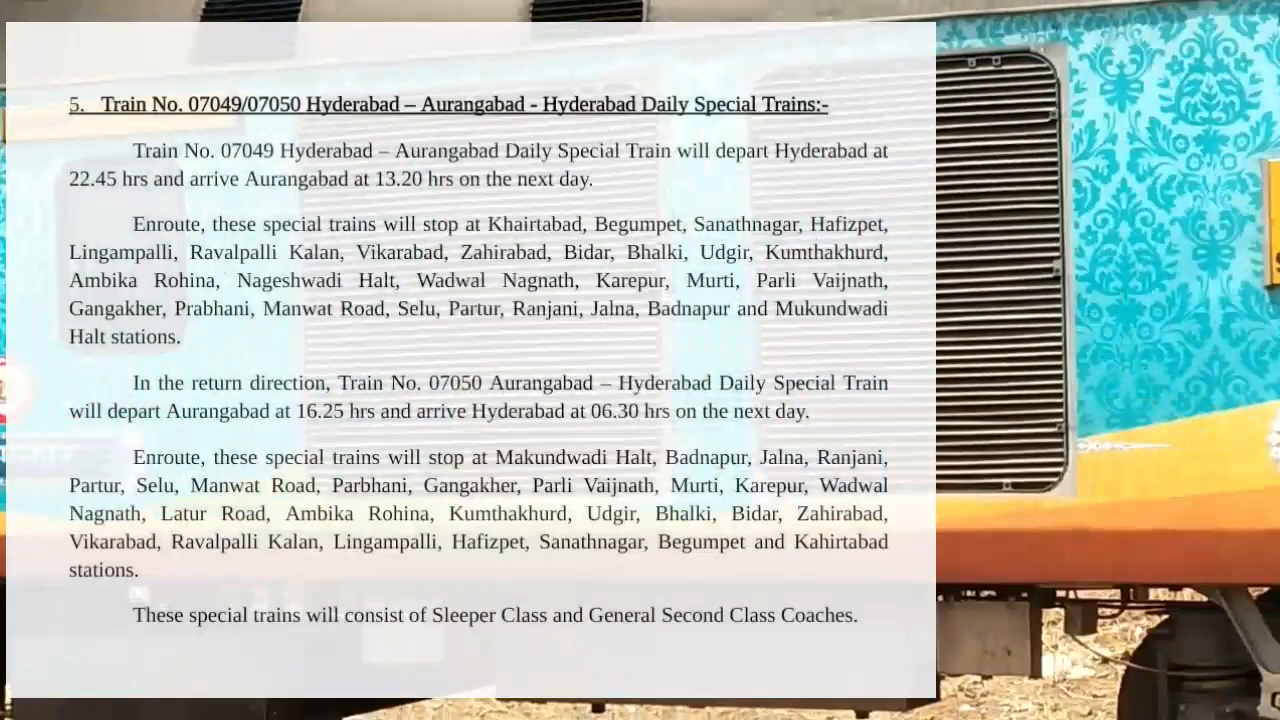 5. Train No. 07049/07050 Hyderabad – Aurangabad - Hyderabad Daily Special Trains:-
Train No. 07049 Hyderabad – Aurangabad Daily Special Train will depart Hyderabad at
22.45 hrs and arrive Aurangabad at 13.20 hrs on the next day.
Enroute, these special trains will stop at Khairtabad, Begumpet, Sanathnagar, Hafizpet,
Lingampalli, Ravalpalli Kalan, Vikarabad, Zahirabad, Bidar, Bhalki, Udgir, Kumthakhurd,
Ambika Rohina, Nageshwadi Halt, Wadwal Nagnath, Karepur, Murti, Parli Vaijnath,
Gangakher, Prabhani, Manwat Road, Selu, Partur, Ranjani, Jalna, Badnapur and Mukundwadi
Halt stations.
In the return direction, Train No. 07050 Aurangabad – Hyderabad Daily Special Train
will depart Aurangabad at 16.25 hrs and arrive Hyderabad at 06.30 hrs on the next day.
Enroute, these special trains will stop at Makundwadi Halt, Badnapur, Jalna, Ranjani,
Partur, Selu, Manwat Road, Parbhani, Gangakher, Parli Vaijnath, Murti, Karepur, Wadwal
Nagnath, Latur Road, Ambika Rohina, Kumthakhurd, Udgir, Bhalki, Bidar, Zahirabad,
Vikarabad, Ravalpalli Kalan, Lingampalli, Hafizpet, Sanathnagar, Begumpet and Kahirtabad
stations.
These special trains will consist of Sleeper Class and General Second Class Coaches.